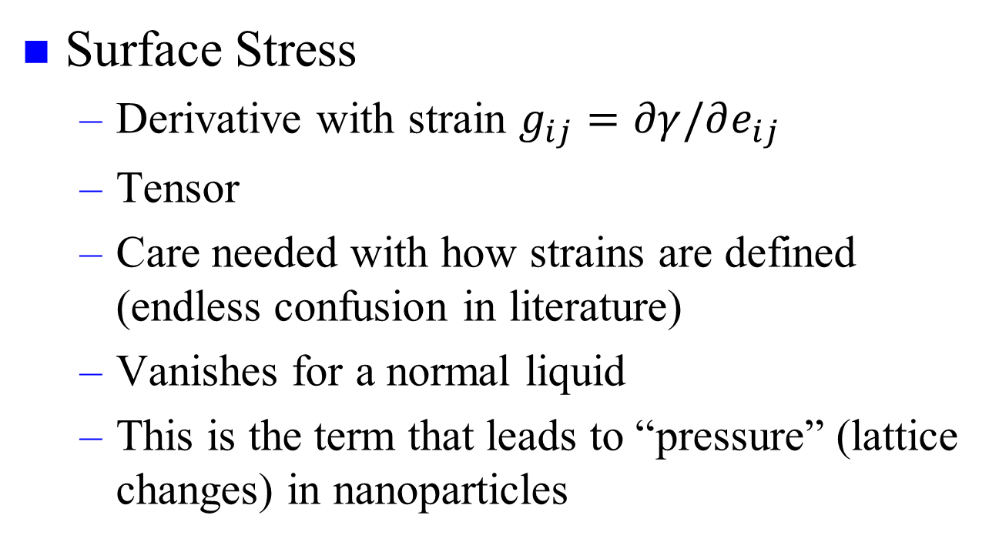 ■ Surface Stress
– Derivative with strain $g_{ij} = \partial\gamma/\partial e_{ij}$
– Tensor
– Care needed with how strains are defined
(endless confusion in literature)
– Vanishes for a normal liquid
– This is the term that leads to “pressure” (lattice
changes) in nanoparticles